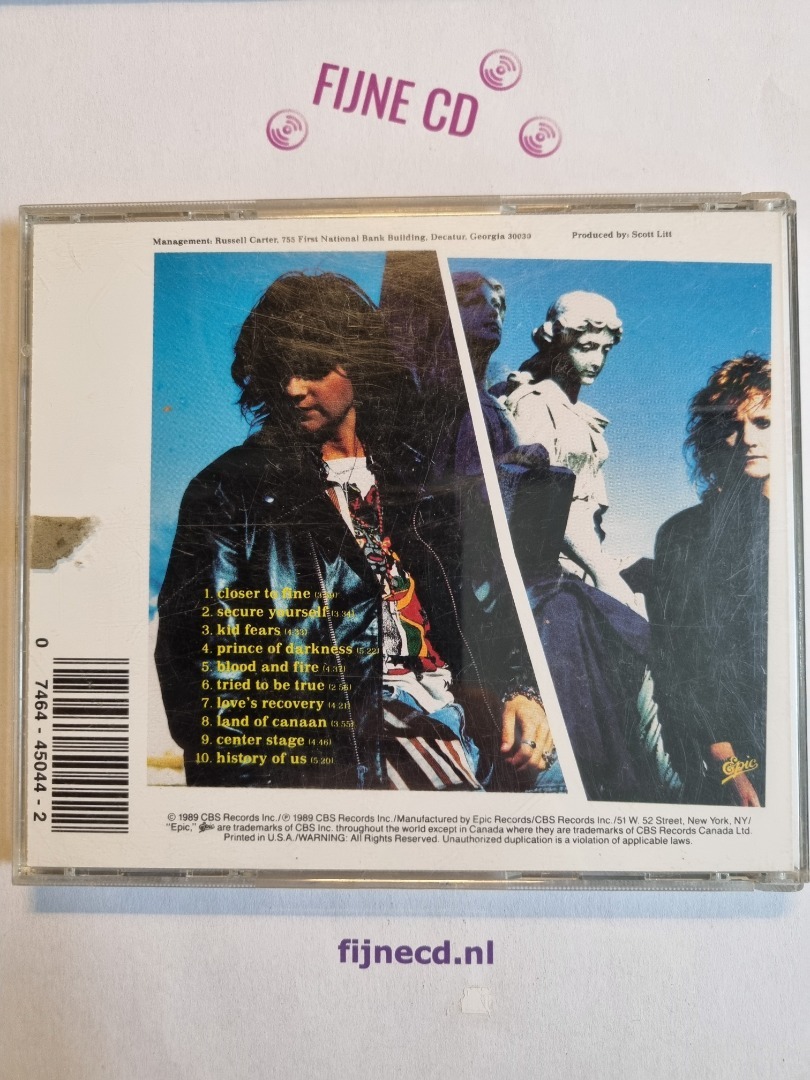 FIJNE CD
Management: Russell Carter, 755 First National Bank Building, Decatur, Georgia 30030
Produced by: Scott Litt
1. closer to fine
2. secure yourself (3.34)
3. kid fears (4.33)
4. prince of darkness (5.22)
5. blood and fire (4.37)
6. tried to be true (2.58)
7. love's recovery (4.21)
8. land of canaan (3.55)
9. center stage (4.46)
10. history of us (5.20)
Epic
0 7464-45044-2
© 1989 CBS Records Inc./℗ 1989 CBS Records Inc./Manufactured by Epic Records/CBS Records Inc./51 W. 52 Street, New York, NY/
"Epic," Epic are trademarks of CBS Inc. throughout the world except in Canada where they are trademarks of CBS Records Canada Ltd.
Printed in U.S.A./WARNING: All Rights Reserved. Unauthorized duplication is a violation of applicable laws.
fijnecd.nl